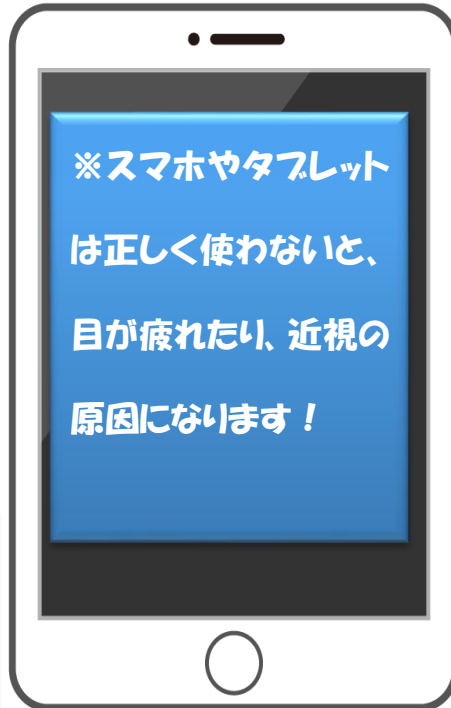 ※スマホやタブレット
は正しく使わないと、
目が疲れたり、近視の
原因になります！